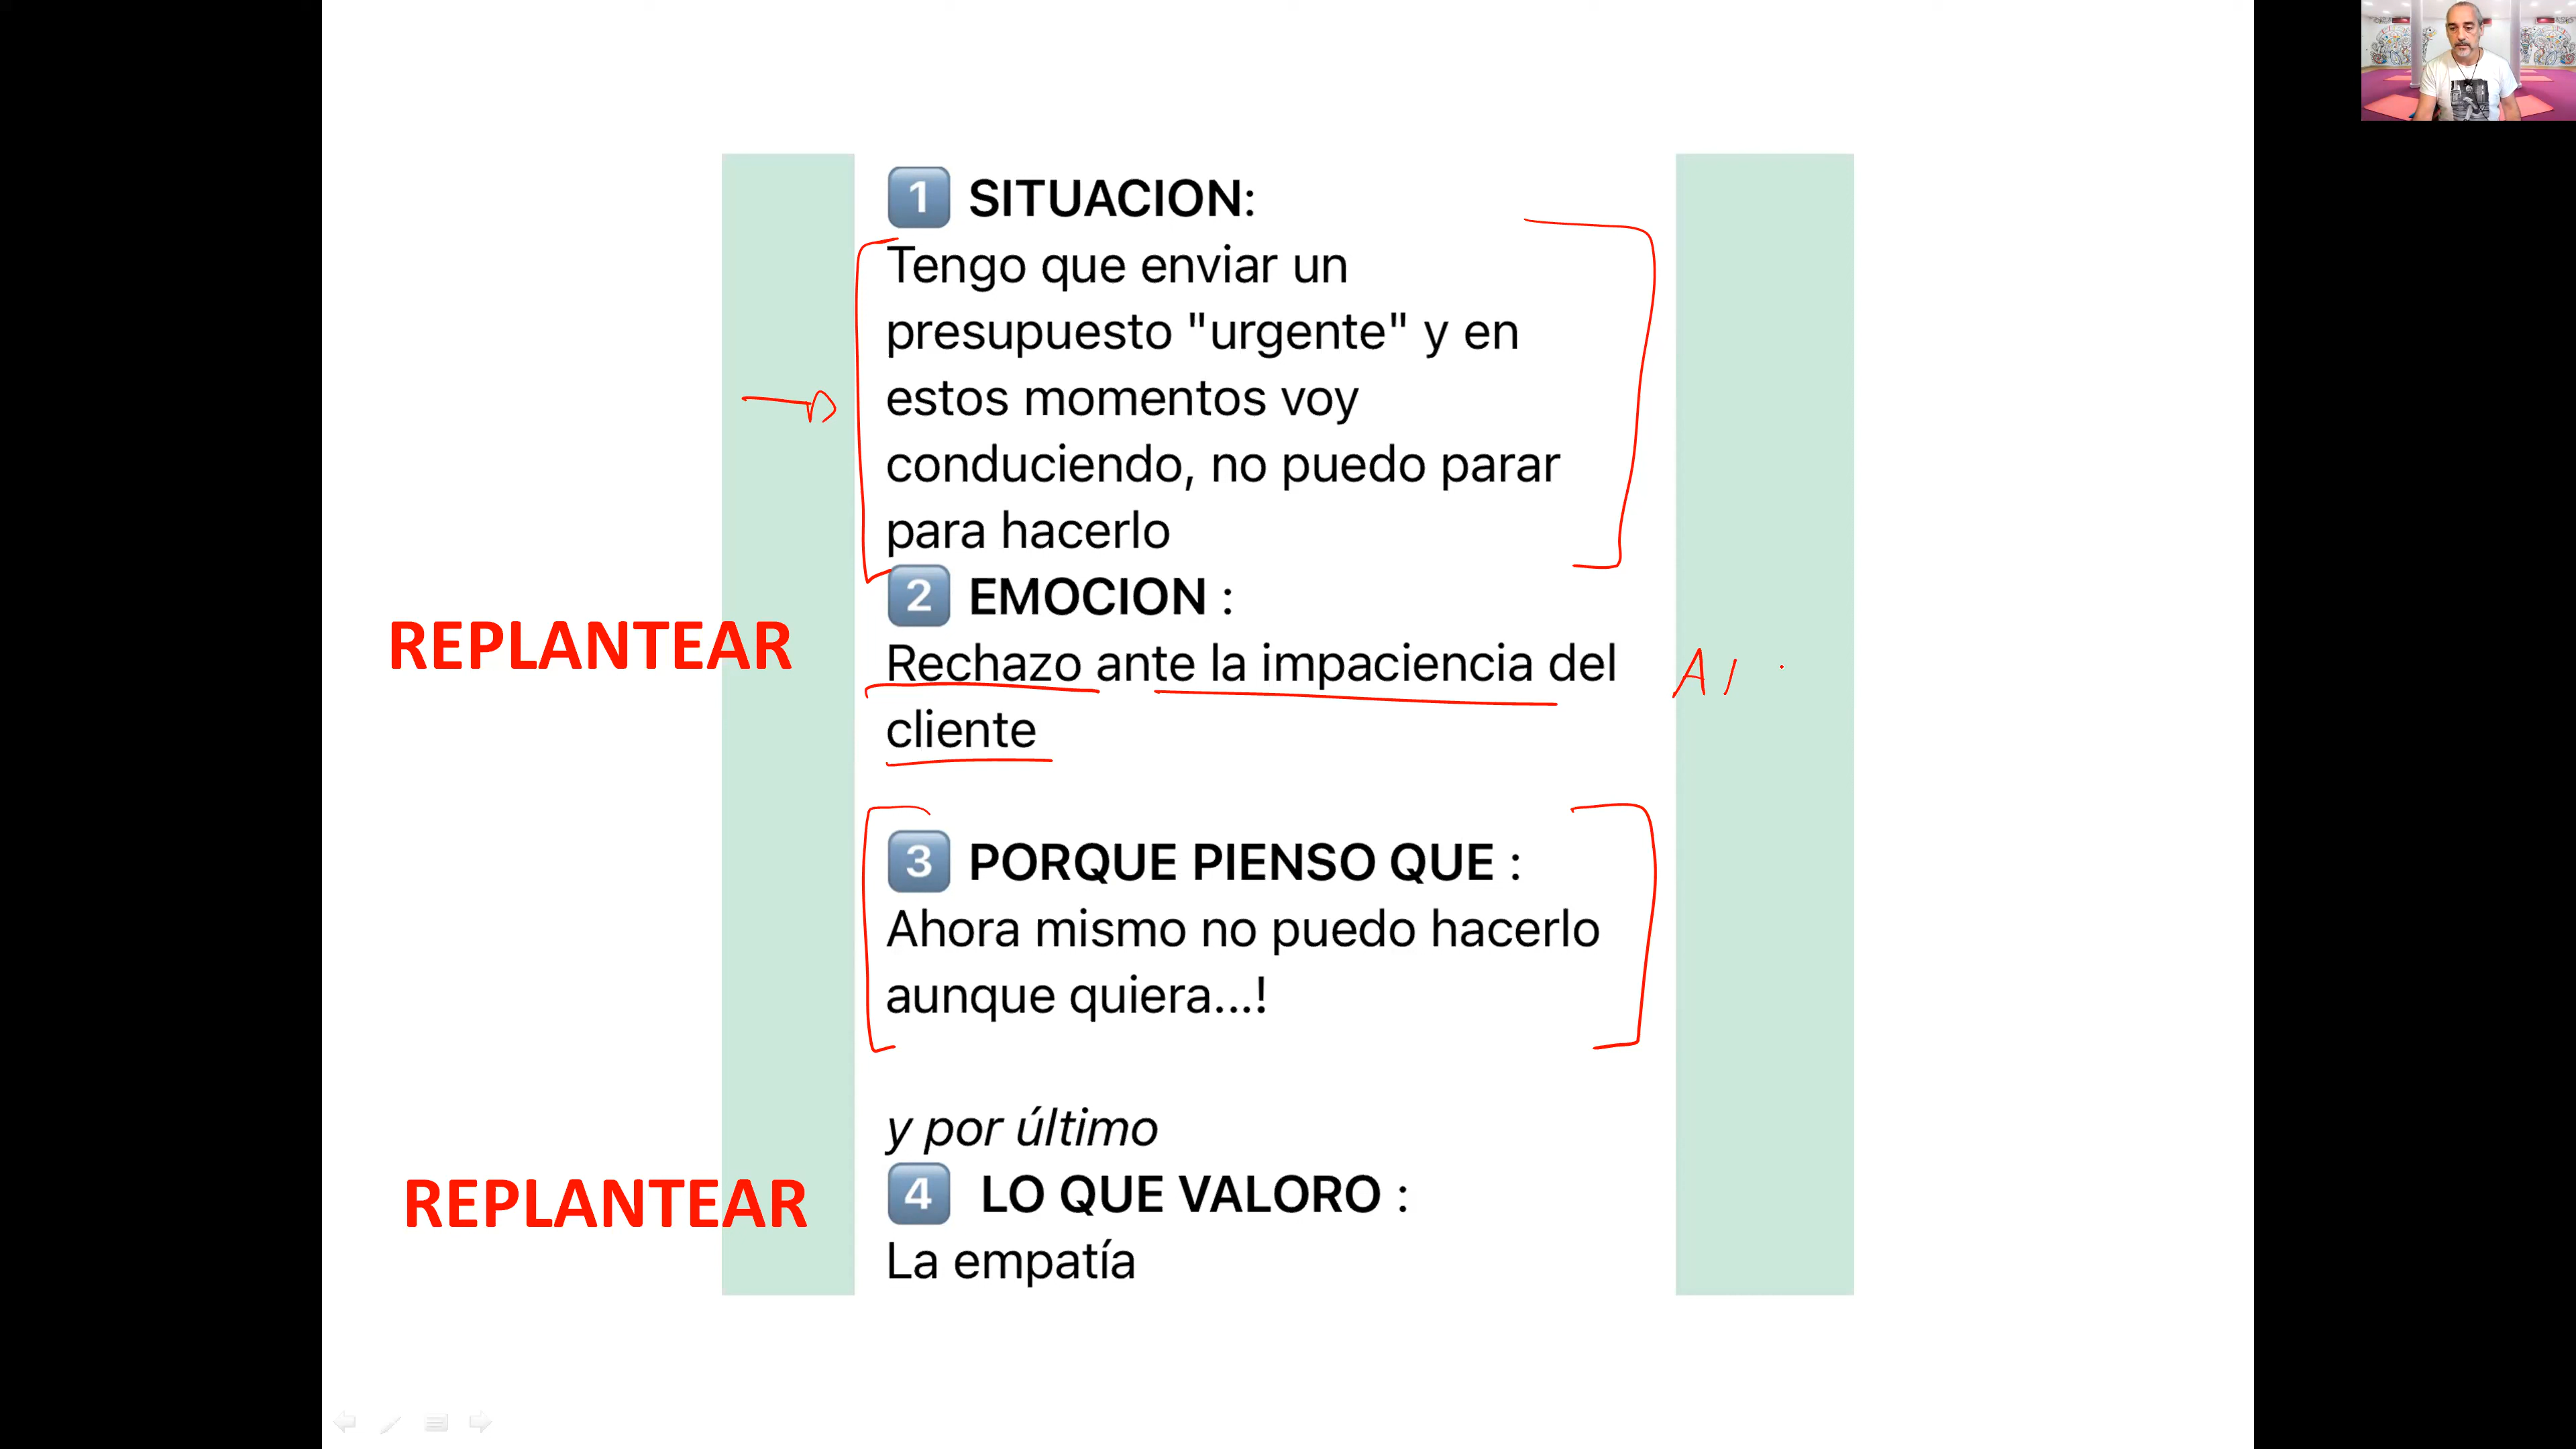 1 SITUACION:
Tengo que enviar un
presupuesto "urgente" y en
estos momentos voy
conduciendo, no puedo parar
para hacerlo
2 EMOCION :
REPLANTEAR
Rechazo ante la impaciencia del
cliente
3 PORQUE PIENSO QUE :
Ahora mismo no puedo hacerlo
aunque quiera...!
y por último
REPLANTEAR
4 LO QUE VALORO :
La empatía